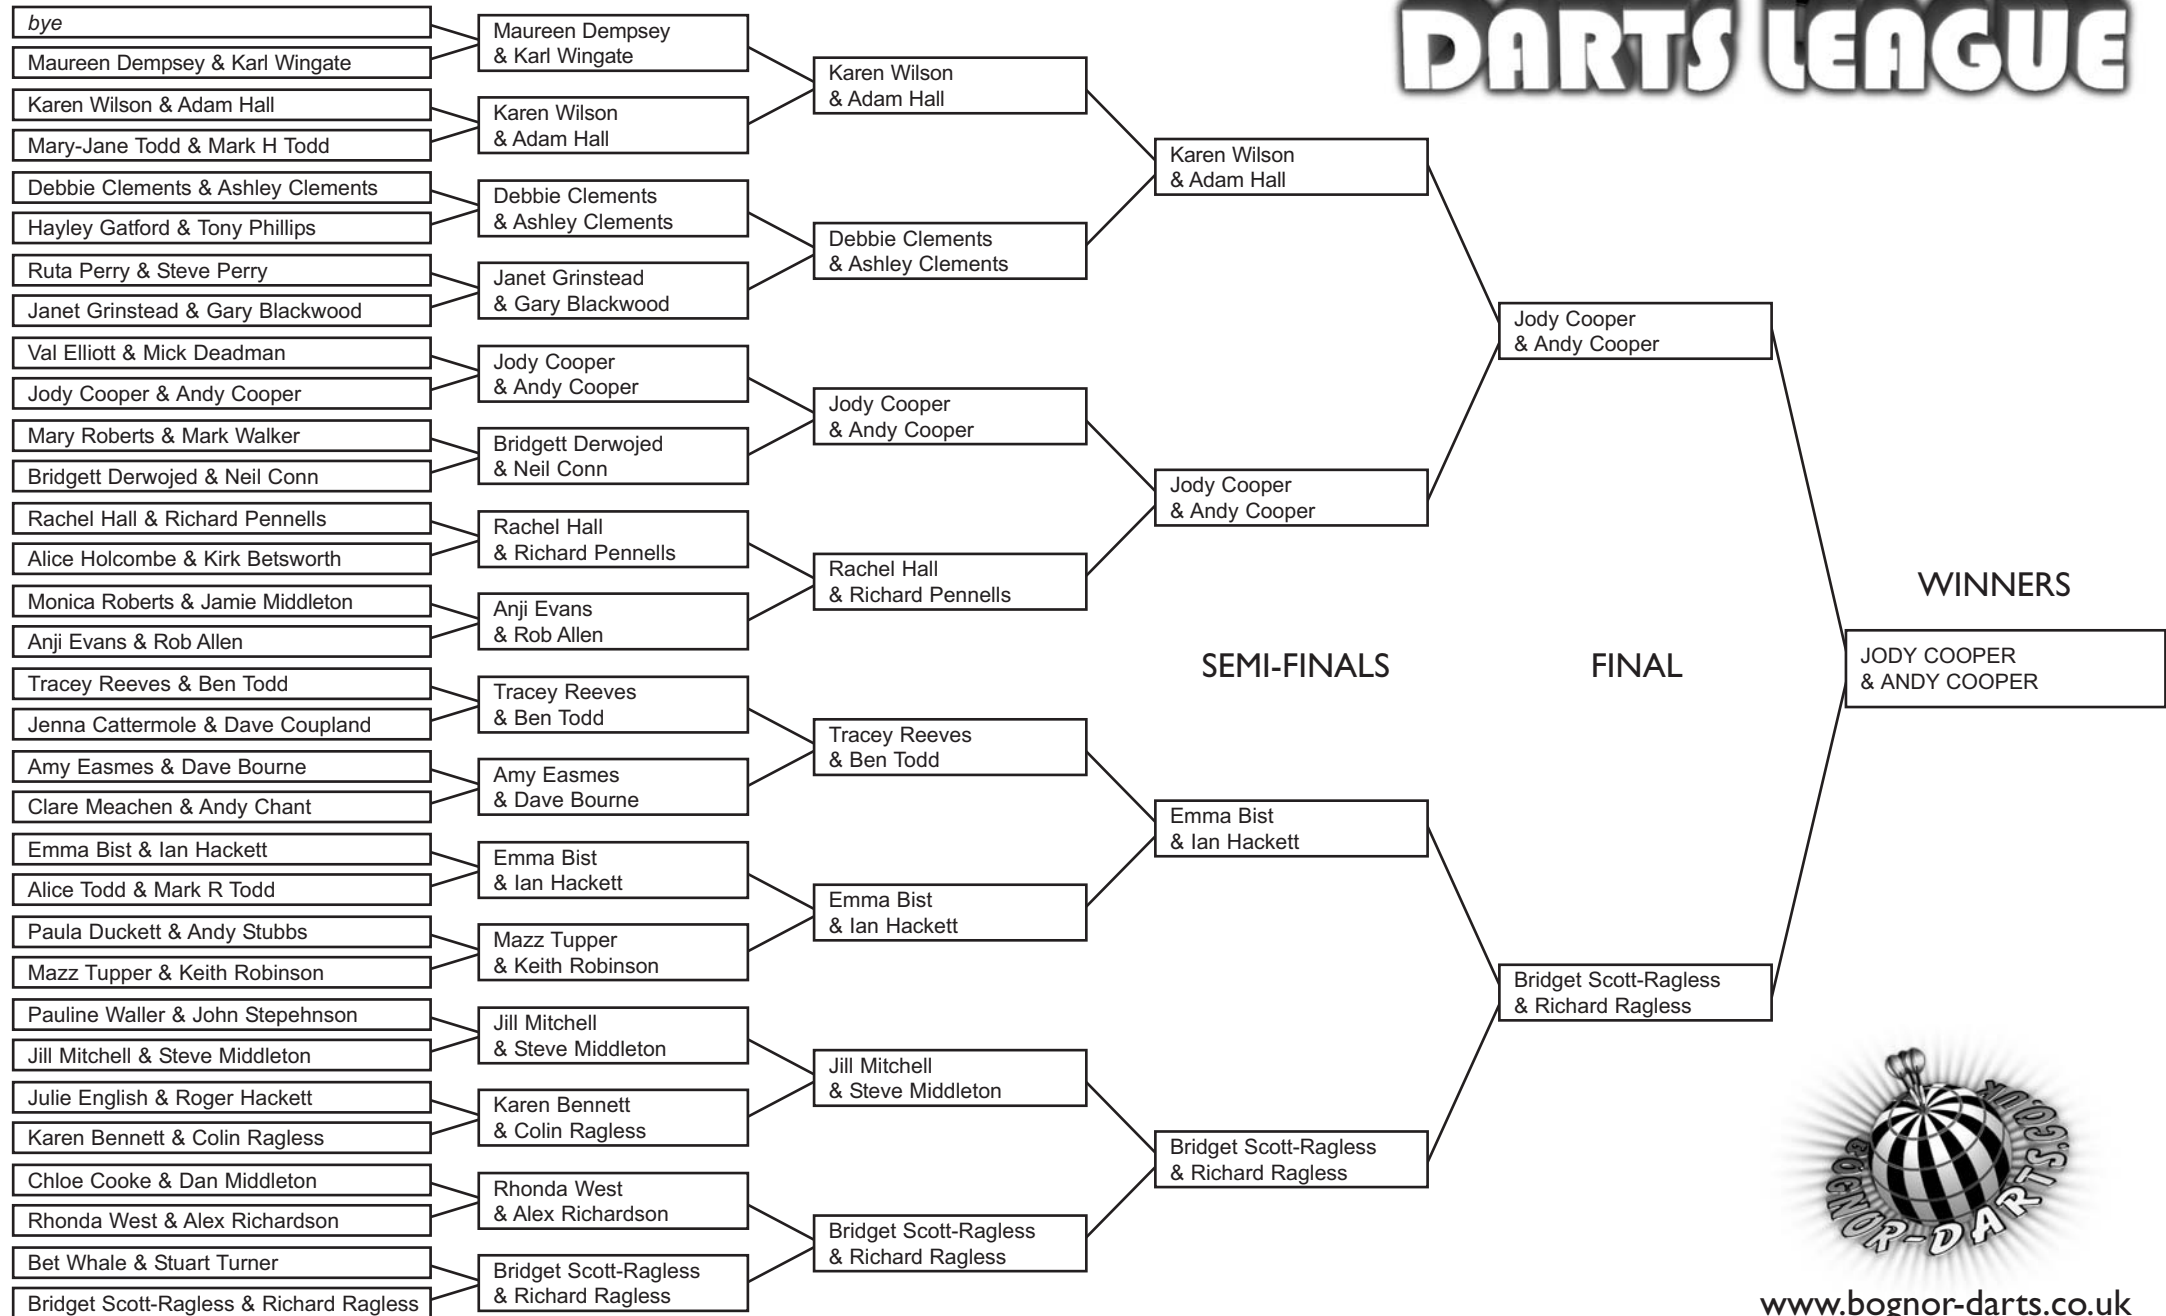 DARTS LEAGUE
bye
Maureen Dempsey & Karl Wingate
Karen Wilson & Adam Hall
Mary-Jane Todd & Mark H Todd
Debbie Clements & Ashley Clements
Hayley Gatford & Tony Phillips
Ruta Perry & Steve Perry
Janet Grinstead & Gary Blackwood
Val Elliott & Mick Deadman
Jody Cooper & Andy Cooper
Mary Roberts & Mark Walker
Bridgett Derwojed & Neil Conn
Rachel Hall & Richard Pennells
Alice Holcombe & Kirk Betsworth
Monica Roberts & Jamie Middleton
Anji Evans & Rob Allen
Tracey Reeves & Ben Todd
Jenna Cattermole & Dave Coupland
Amy Easmes & Dave Bourne
Clare Meachen & Andy Chant
Emma Bist & Ian Hackett
Alice Todd & Mark R Todd
Paula Duckett & Andy Stubbs
Mazz Tupper & Keith Robinson
Pauline Waller & John Stepehnson
Jill Mitchell & Steve Middleton
Julie English & Roger Hackett
Karen Bennett & Colin Ragless
Chloe Cooke & Dan Middleton
Rhonda West & Alex Richardson
Bet Whale & Stuart Turner
Bridget Scott-Ragless & Richard Ragless
Maureen Dempsey
& Karl Wingate
Karen Wilson
& Adam Hall
Debbie Clements
& Ashley Clements
Janet Grinstead
& Gary Blackwood
Jody Cooper
& Andy Cooper
Bridgett Derwojed
& Neil Conn
Rachel Hall
& Richard Pennells
Anji Evans
& Rob Allen
Tracey Reeves
& Ben Todd
Amy Easmes
& Dave Bourne
Emma Bist
& Ian Hackett
Mazz Tupper
& Keith Robinson
Jill Mitchell
& Steve Middleton
Karen Bennett
& Colin Ragless
Rhonda West
& Alex Richardson
Bridget Scott-Ragless
& Richard Ragless
Karen Wilson
& Adam Hall
Debbie Clements
& Ashley Clements
Jody Cooper
& Andy Cooper
Rachel Hall
& Richard Pennells
Tracey Reeves
& Ben Todd
Emma Bist
& Ian Hackett
Jill Mitchell
& Steve Middleton
Bridget Scott-Ragless
& Richard Ragless
Karen Wilson
& Adam Hall
Jody Cooper
& Andy Cooper
SEMI-FINALS
Emma Bist
& Ian Hackett
Bridget Scott-Ragless
& Richard Ragless
Jody Cooper
& Andy Cooper
FINAL
Bridget Scott-Ragless
& Richard Ragless
WINNERS
JODY COOPER
& ANDY COOPER
BOGNOR-DARTS.CO.UK
www.bognor-darts.co.uk